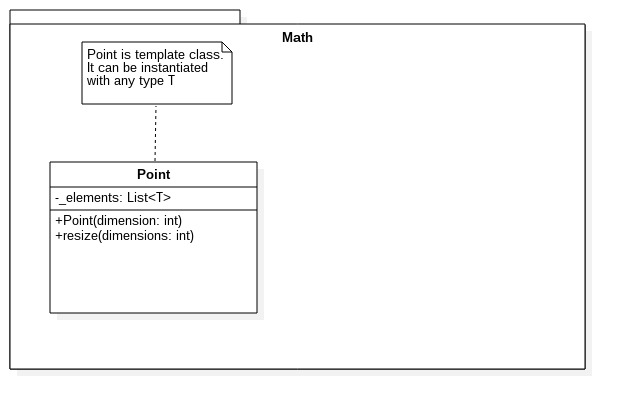 Math
Point is template class.
It can be instantiated
with any type T
Point
-_elements: List<T>
+Point(dimension: int)
+resize(dimensions: int)